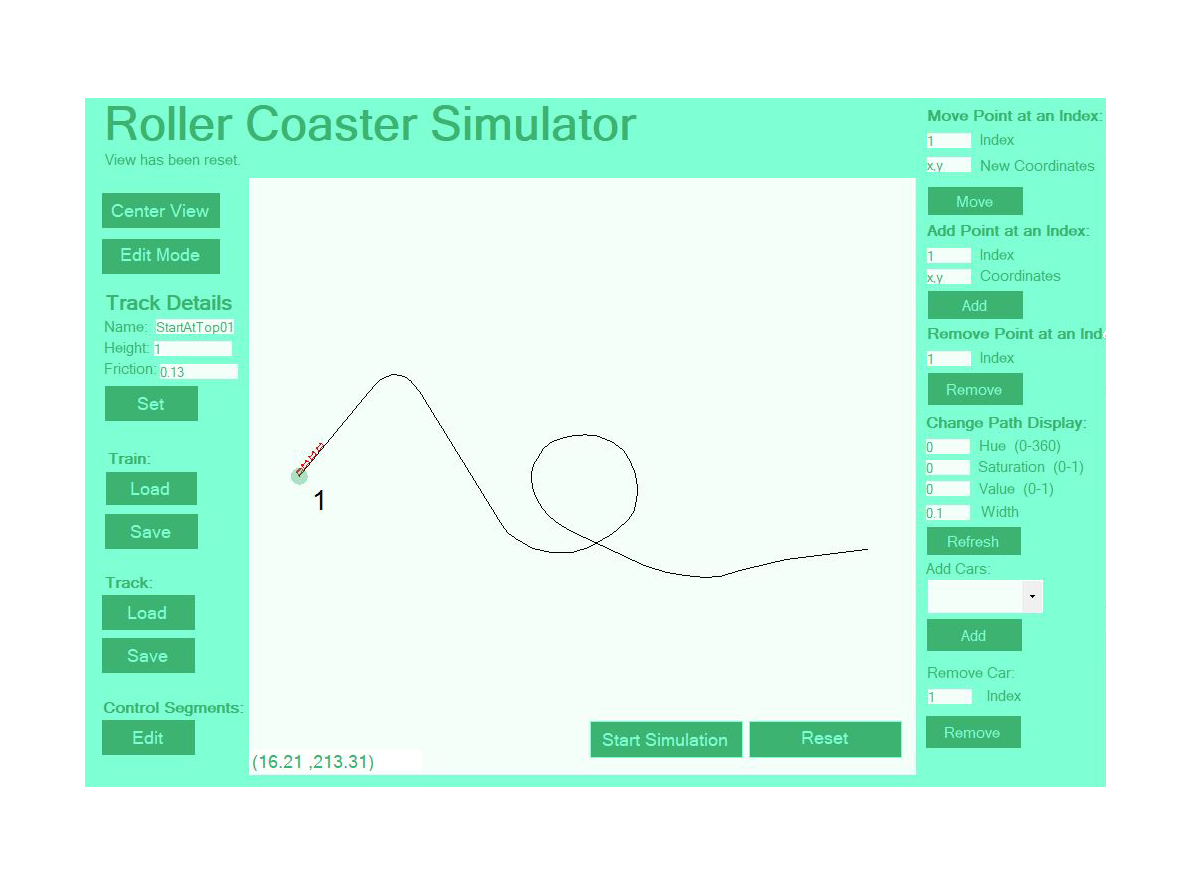 Roller Coaster Simulator
View has been reset.
Center View
Edit Mode
Track Details
Name: StartAtTop01
Height: 1
Friction: 0.13
Set
Train:
Load
Save
Track:
Load
Save
Control Segments:
Edit
1
(16.21 ,213.31)
Start Simulation
Reset
Move Point at an Index:
1 Index
x,y New Coordinates
Move
Add Point at an Index:
1 Index
x,y Coordinates
Add
Remove Point at an Ind
1 Index
Remove
Change Path Display:
0 Hue (0-360)
0 Saturation (0-1)
0 Value (0-1)
0.1 Width
Refresh
Add Cars:
Add
Remove Car:
1 Index
Remove